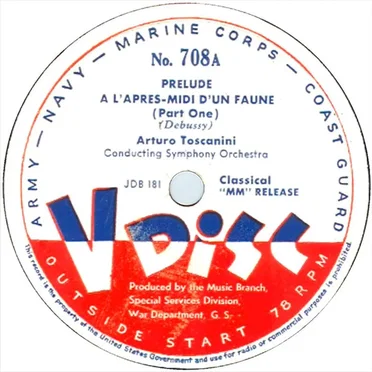 ARMY — NAVY — MARINE CORPS — COAST GUARD
No. 708A
PRELUDE
A L'APRES-MIDI D'UN FAUNE
(Part One)
(Debussy)
Arturo Toscanini
Conducting Symphony Orchestra
JDB 181
Classical
"MM" RELEASE
V DISC
Produced by the Music Branch,
Special Services Division,
War Department, G. S.
OUTSIDE START 78 RPM
This record is the property of the United States Government and use for radio or commercial purposes is prohibited.